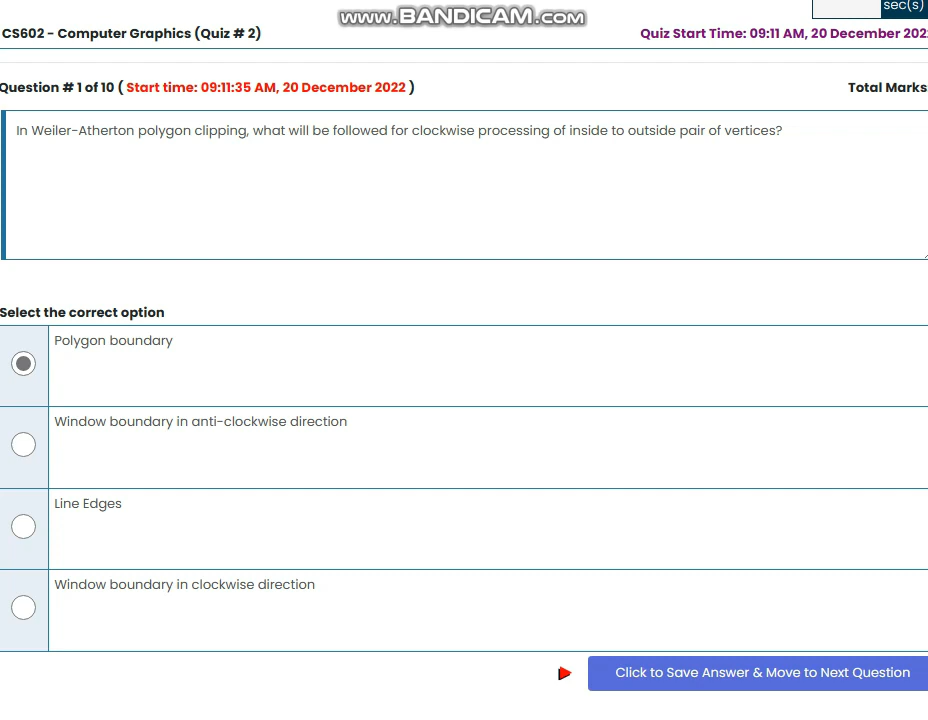 sec(s)
www.BANDICAM.com
CS602 - Computer Graphics (Quiz # 2)
Quiz Start Time: 09:11 AM, 20 December 202
Question # 1 of 10 ( Start time: 09:11:35 AM, 20 December 2022 )
Total Marks
In Weiler-Atherton polygon clipping, what will be followed for clockwise processing of inside to outside pair of vertices?
Select the correct option
Polygon boundary
Window boundary in anti-clockwise direction
Line Edges
Window boundary in clockwise direction
Click to Save Answer & Move to Next Question